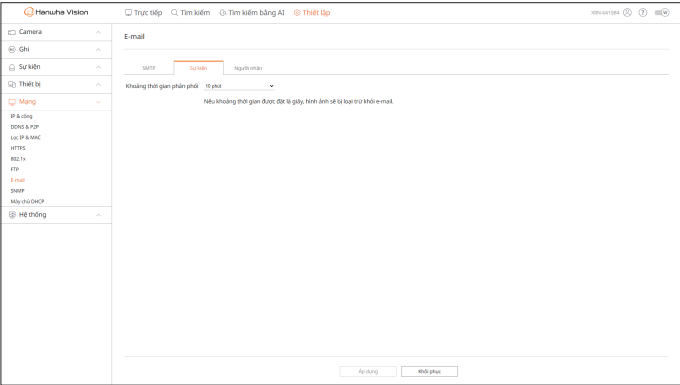 Hanwha Vision
Trực tiếp Tìm kiếm Tìm kiếm bằng AI Thiết lập
Camera
Ghi
Sự kiện
Thiết bị
Mạng
IP & cổng
DDNS & P2P
Lọc IP & MAC
HTTPS
802.1x
FTP
E-mail
SNMP
Máy chủ DHCP
Hệ thống
E-mail
SMTP Sự kiện Người nhận
Khoảng thời gian phân phối 10 phút
Nếu khoảng thời gian được đặt là giây, hình ảnh sẽ bị loại trừ khỏi e-mail.
Áp dụng Khôi phục